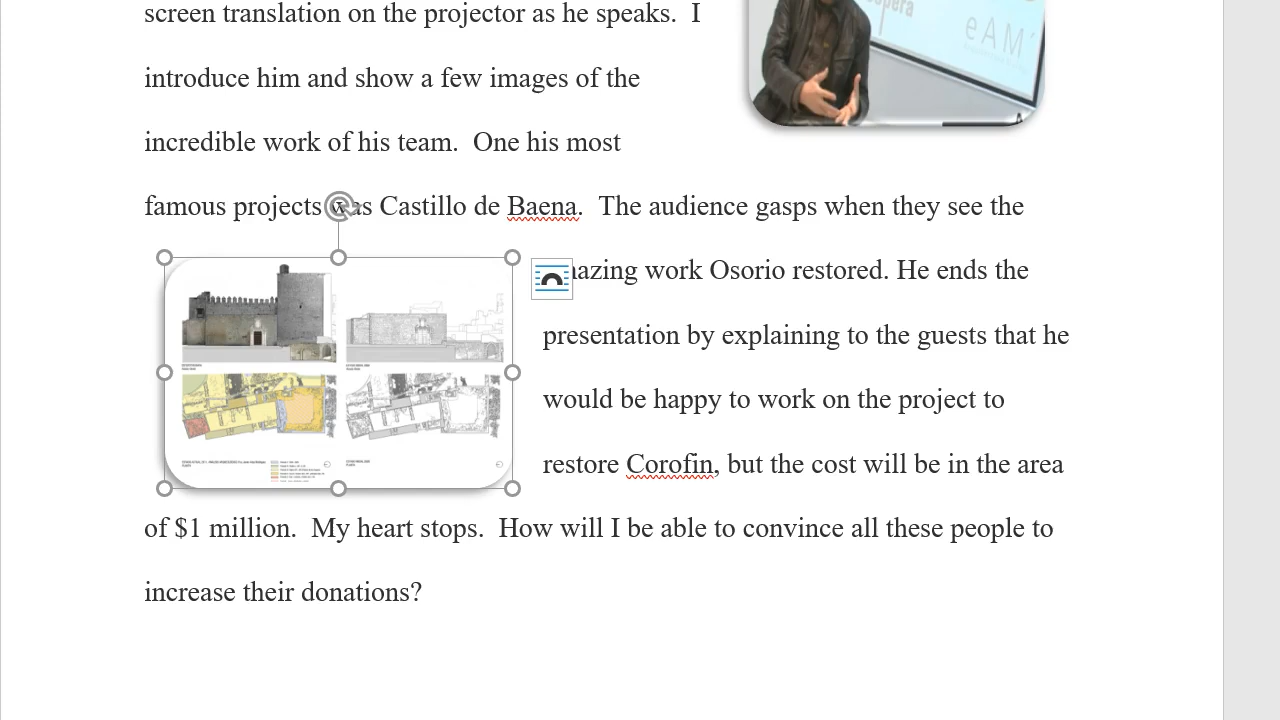 screen translation on the projector as he speaks.  I
introduce him and show a few images of the
incredible work of his team.  One his most
famous projects was Castillo de Baena.  The audience gasps when they see the
azing work Osorio restored. He ends the
presentation by explaining to the guests that he
would be happy to work on the project to
restore Corofin, but the cost will be in the area
of $1 million.  My heart stops.  How will I be able to convince all these people to
increase their donations?
eAM'